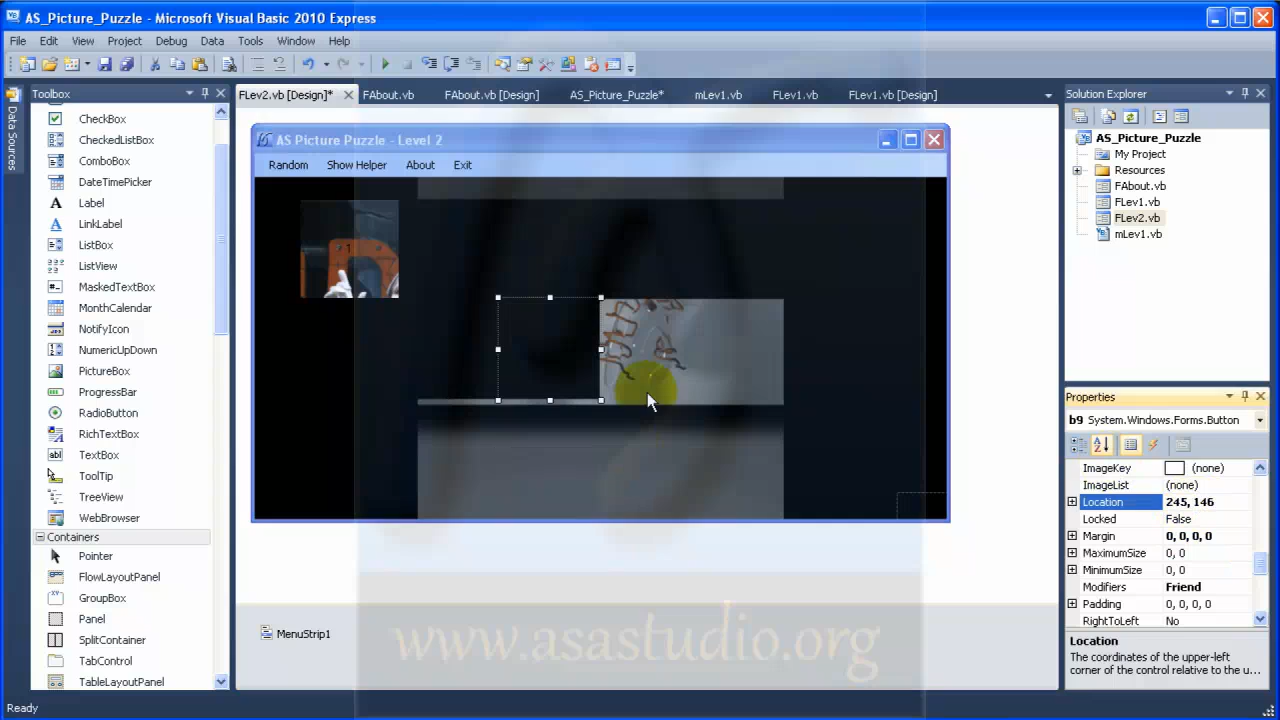 AS_Picture_Puzzle - Microsoft Visual Basic 2010 Express
File Edit View Project Debug Data Tools Window Help
Data Sources
Toolbox
CheckBox
CheckedListBox
ComboBox
DateTimePicker
A Label
A LinkLabel
ListBox
ListView
MaskedTextBox
MonthCalendar
NotifyIcon
NumericUpDown
PictureBox
ProgressBar
RadioButton
RichTextBox
abl TextBox
ToolTip
TreeView
WebBrowser
Containers
Pointer
FlowLayoutPanel
GroupBox
Panel
SplitContainer
TabControl
TableLayoutPanel
FLev2.vb [Design]* FAbout.vb FAbout.vb [Design] AS_Picture_Puzzle* mLev1.vb FLev1.vb FLev1.vb [Design]
AS Picture Puzzle - Level 2
Random Show Helper About Exit
MenuStrip1
www.asastudio.org
Solution Explorer
AS_Picture_Puzzle
My Project
Resources
FAbout.vb
FLev1.vb
FLev2.vb
mLev1.vb
Properties
b9 System.Windows.Forms.Button
ImageKey (none)
ImageList (none)
Location 245, 146
Locked False
Margin 0, 0, 0, 0
MaximumSize 0, 0
MinimumSize 0, 0
Modifiers Friend
Padding 0, 0, 0, 0
RightToLeft No
Location
The coordinates of the upper-left
corner of the control relative to the u...
Ready